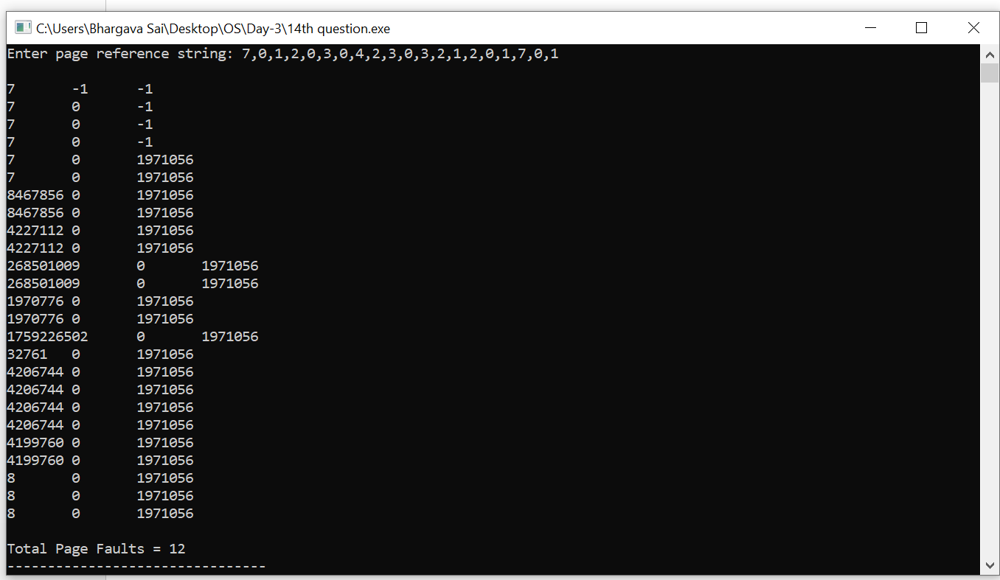 C:\Users\Bhargava Sai\Desktop\OS\Day-3\14th question.exe
Enter page reference string: 7,0,1,2,0,3,0,4,2,3,0,3,2,1,2,0,1,7,0,1
7 -1 -1
7 0 -1
7 0 -1
7 0 -1
7 0 1971056
7 0 1971056
8467856 0 1971056
8467856 0 1971056
4227112 0 1971056
4227112 0 1971056
268501009 0 1971056
268501009 0 1971056
1970776 0 1971056
1970776 0 1971056
1759226502 0 1971056
32761 0 1971056
4206744 0 1971056
4206744 0 1971056
4206744 0 1971056
4206744 0 1971056
4199760 0 1971056
4199760 0 1971056
8 0 1971056
8 0 1971056
8 0 1971056
Total Page Faults = 12
--------------------------------